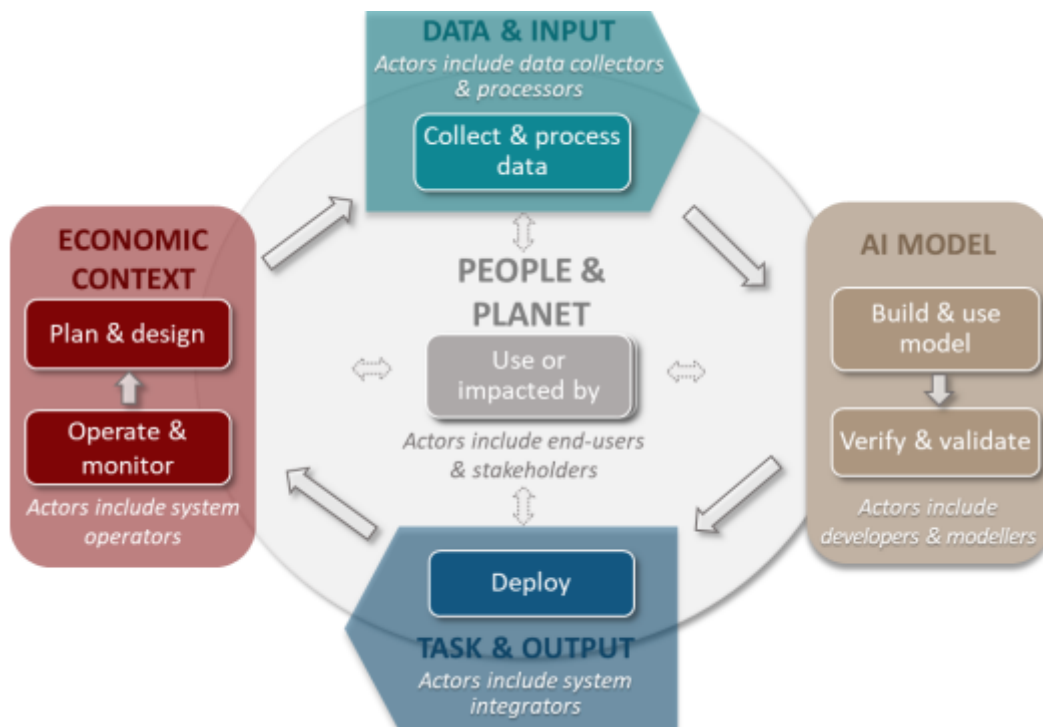 DATA & INPUT
Actors include data collectors
& processors
Collect & process
data
ECONOMIC
CONTEXT
Plan & design
Operate &
monitor
Actors include system
operators
PEOPLE &
PLANET
Use or
impacted by
Actors include end-users
& stakeholders
AI MODEL
Build & use
model
Verify & validate
Actors include
developers & modellers
Deploy
TASK & OUTPUT
Actors include system
integrators